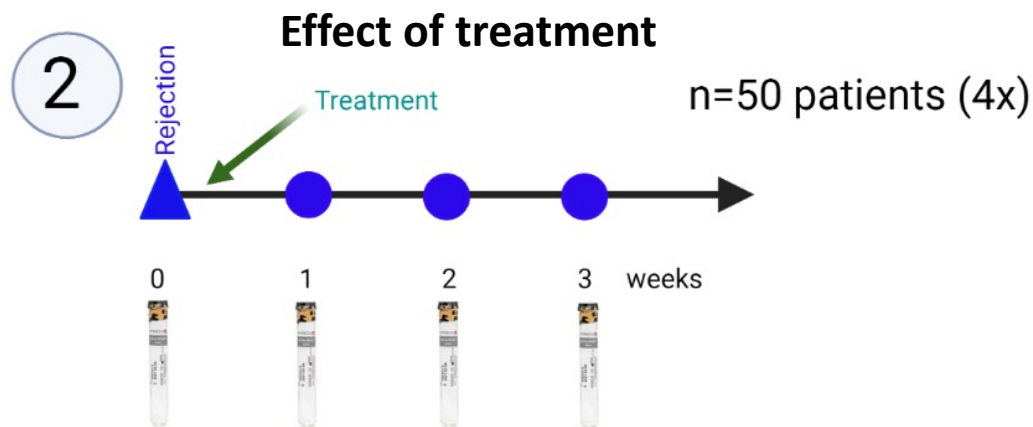 Effect of treatment
2
Rejection
Treatment
n=50 patients (4x)
0 1 2 3 weeks